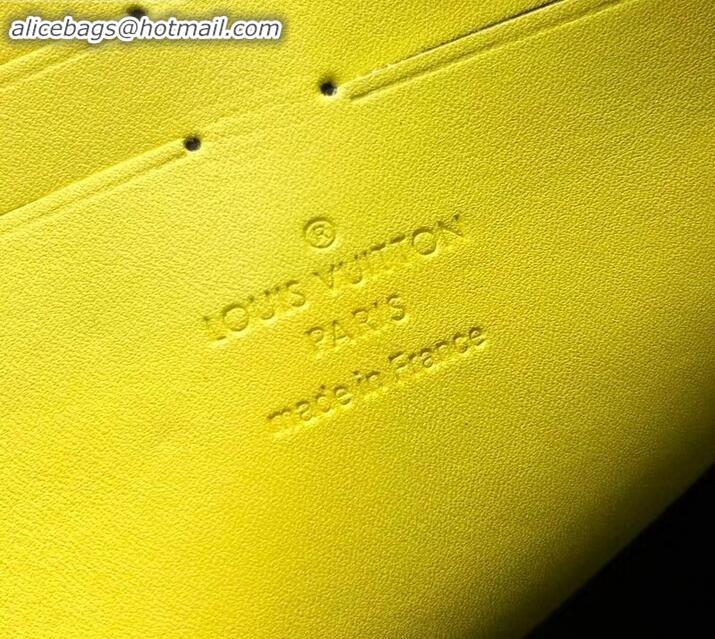 alicebags@hotmail.com
®
LOUIS VUITTON
PARIS
made in France